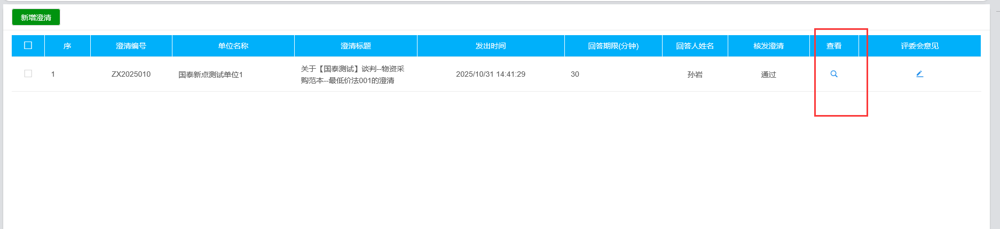 新增澄清
序 澄清编号 单位名称 澄清标题 发出时间 回答期限(分钟) 回答人姓名 核发澄清 查看 评委会意见
1 ZX2025010 国泰新点测试单位1 关于【国泰测试】谈判--物资采 2025/10/31 14:41:29 30 孙岩 通过
购范本--最低价法001的澄清